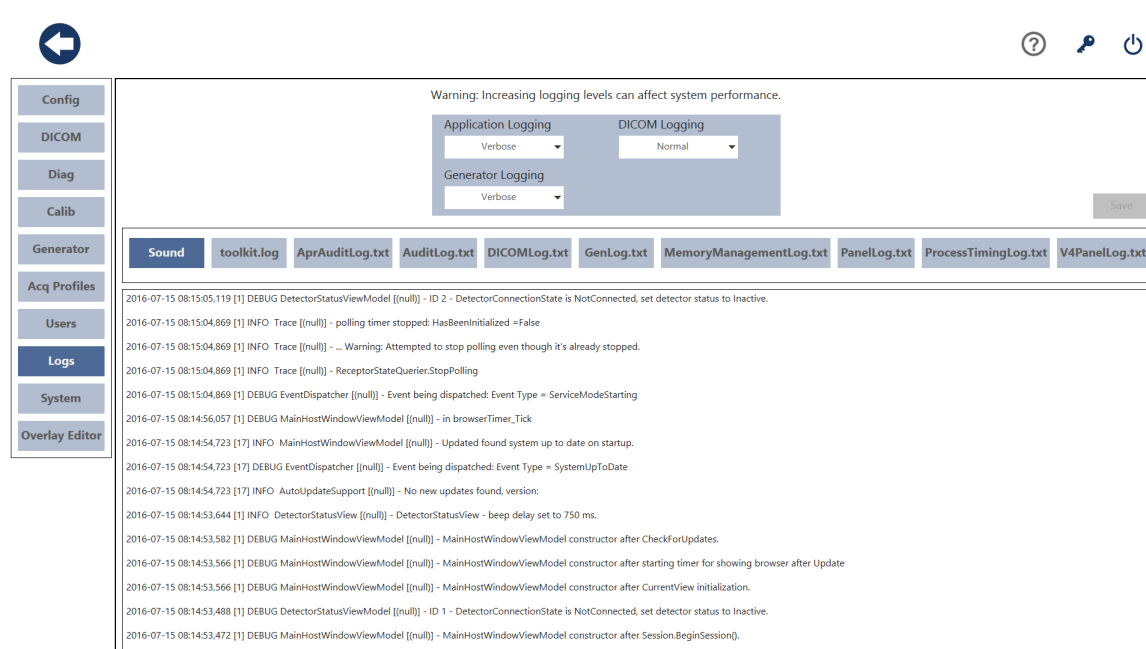 ?
Config
DICOM
Diag
Calib
Generator
Acq Profiles
Users
Logs
System
Overlay Editor
Warning: Increasing logging levels can affect system performance.
Application Logging DICOM Logging
Verbose Normal
Generator Logging
Verbose
Save
Sound toolkit.log AprAuditLog.txt AuditLog.txt DICOMLog.txt GenLog.txt MemoryManagementLog.txt PanelLog.txt ProcessTimingLog.txt V4PanelLog.txt
2016-07-15 08:15:05,119 [1] DEBUG DetectorStatusViewModel [(null)] - ID 2 - DetectorConnectionState is NotConnected, set detector status to Inactive.
2016-07-15 08:15:04,869 [1] INFO Trace [(null)] - polling timer stopped: HasBeenInitialized =False
2016-07-15 08:15:04,869 [1] INFO Trace [(null)] - ... Warning: Attempted to stop polling even though it's already stopped.
2016-07-15 08:15:04,869 [1] INFO Trace [(null)] - ReceptorStateQuerier.StopPolling
2016-07-15 08:15:04,869 [1] DEBUG EventDispatcher [(null)] - Event being dispatched: Event Type = ServiceModeStarting
2016-07-15 08:14:56,057 [1] DEBUG MainHostWindowViewModel [(null)] - in browserTimer_Tick
2016-07-15 08:14:54,723 [17] INFO MainHostWindowViewModel [(null)] - Updated found system up to date on startup.
2016-07-15 08:14:54,723 [17] DEBUG EventDispatcher [(null)] - Event being dispatched: Event Type = SystemUpToDate
2016-07-15 08:14:54,723 [17] INFO AutoUpdateSupport [(null)] - No new updates found, version:
2016-07-15 08:14:53,644 [1] INFO DetectorStatusView [(null)] - DetectorStatusView - beep delay set to 750 ms.
2016-07-15 08:14:53,582 [1] DEBUG MainHostWindowViewModel [(null)] - MainHostWindowViewModel constructor after CheckForUpdates.
2016-07-15 08:14:53,566 [1] DEBUG MainHostWindowViewModel [(null)] - MainHostWindowViewModel constructor after starting timer for showing browser after Update
2016-07-15 08:14:53,566 [1] DEBUG MainHostWindowViewModel [(null)] - MainHostWindowViewModel constructor after CurrentView initialization.
2016-07-15 08:14:53,488 [1] DEBUG DetectorStatusViewModel [(null)] - ID 1 - DetectorConnectionState is NotConnected, set detector status to Inactive.
2016-07-15 08:14:53,472 [1] DEBUG MainHostWindowViewModel [(null)] - MainHostWindowViewModel constructor after Session.BeginSession().